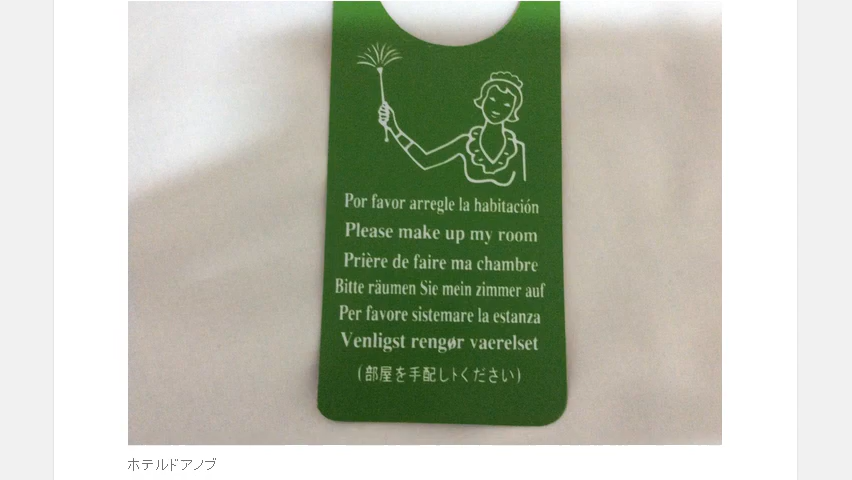 Por favor arregle la habitación
Please make up my room
Prière de faire ma chambre
Bitte räumen Sie mein zimmer auf
Per favore sistemare la estanza
Venligst rengør vaerelset
(部屋を手配しトください)
ホテルドアノブ